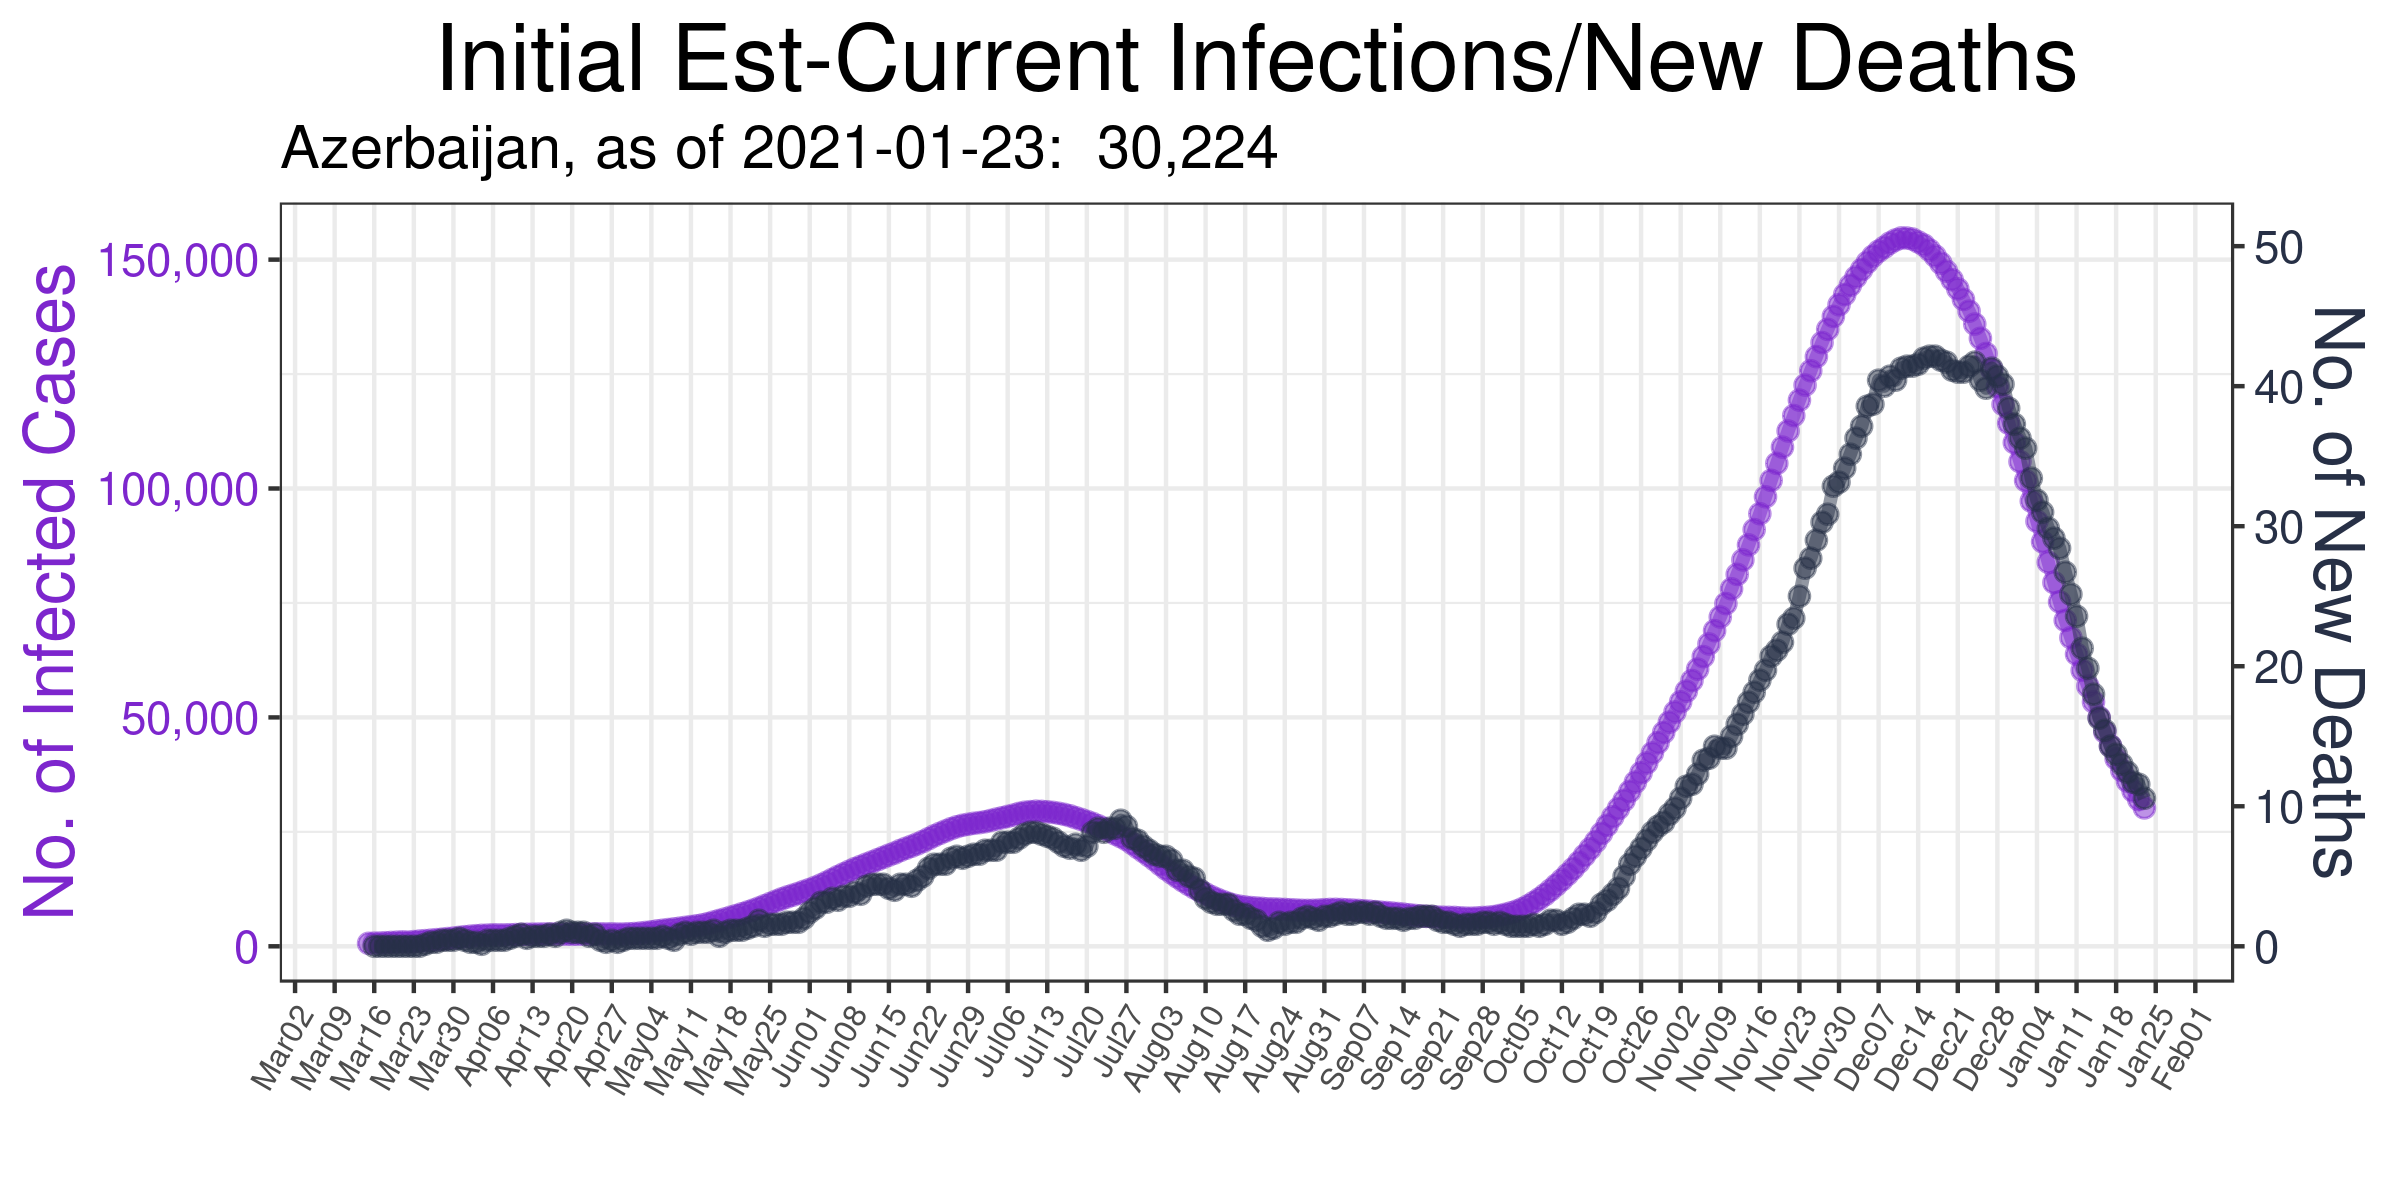 Initial Est-Current Infections/New Deaths
Azerbaijan, as of 2021-01-23:  30,224
No. of Infected Cases
150,000
100,000
50,000
0
50
40
30
20
10
0
No. of New Deaths
Mar02
Mar09
Mar16
Mar23
Mar30
Apr06
Apr13
Apr20
Apr27
May04
May11
May18
May25
Jun01
Jun08
Jun15
Jun22
Jun29
Jul06
Jul13
Jul20
Jul27
Aug03
Aug10
Aug17
Aug24
Aug31
Sep07
Sep14
Sep21
Sep28
Oct05
Oct12
Oct19
Oct26
Nov02
Nov09
Nov16
Nov23
Nov30
Dec07
Dec14
Dec21
Dec28
Jan04
Jan11
Jan18
Jan25
Feb01